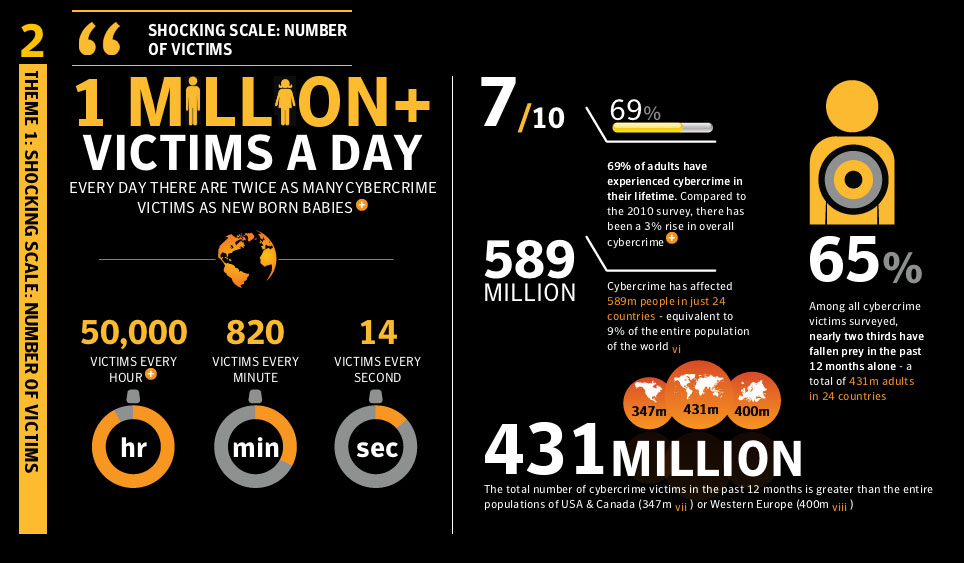 2
THEME 1: SHOCKING SCALE: NUMBER OF VICTIMS
“
SHOCKING SCALE: NUMBER
OF VICTIMS
1 MILLION+
VICTIMS A DAY
EVERY DAY THERE ARE TWICE AS MANY CYBERCRIME
VICTIMS AS NEW BORN BABIES +
50,000
VICTIMS EVERY
HOUR +
hr
820
VICTIMS EVERY
MINUTE
min
14
VICTIMS EVERY
SECOND
sec
7/10
69%
69% of adults have
experienced cybercrime in
their lifetime. Compared to
the 2010 survey, there has
been a 3% rise in overall
cybercrime +
589
MILLION
Cybercrime has affected
589m people in just 24
countries - equivalent to
9% of the entire population
of the world vi
65%
Among all cybercrime
victims surveyed,
nearly two thirds have
fallen prey in the past
12 months alone - a
total of 431m adults
in 24 countries
347m 431m 400m
431 MILLION
The total number of cybercrime victims in the past 12 months is greater than the entire
populations of USA & Canada (347m vii ) or Western Europe (400m viii )